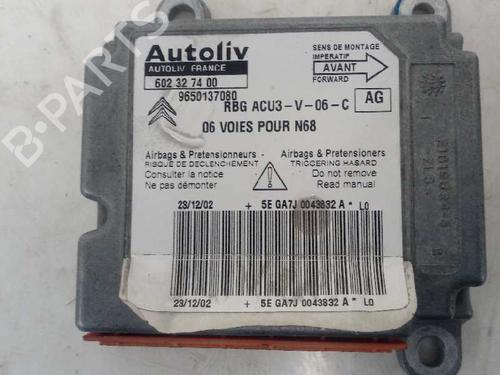 Autoliv
AUTOLIV FRANCE
602 32 74 00
9650137080
SENS DE MONTAGE
IMPERATIF
AVANT
FORWARD
RBG ACU3-V-06-C
AG
06 VOIES POUR N68
Airbags & Pretensionneurs
RISQUE DE DECLENCHEMENT
Consulter la notice
Ne pas démonter
Airbags & Pretensioners
TRIGGERING HASARD
Do not remove
Read manual
23/12/02 + 5E GA7J 0043832 A * LO
23/12/02 + 5E GA7J 0043832 A * LO
B-PARTS